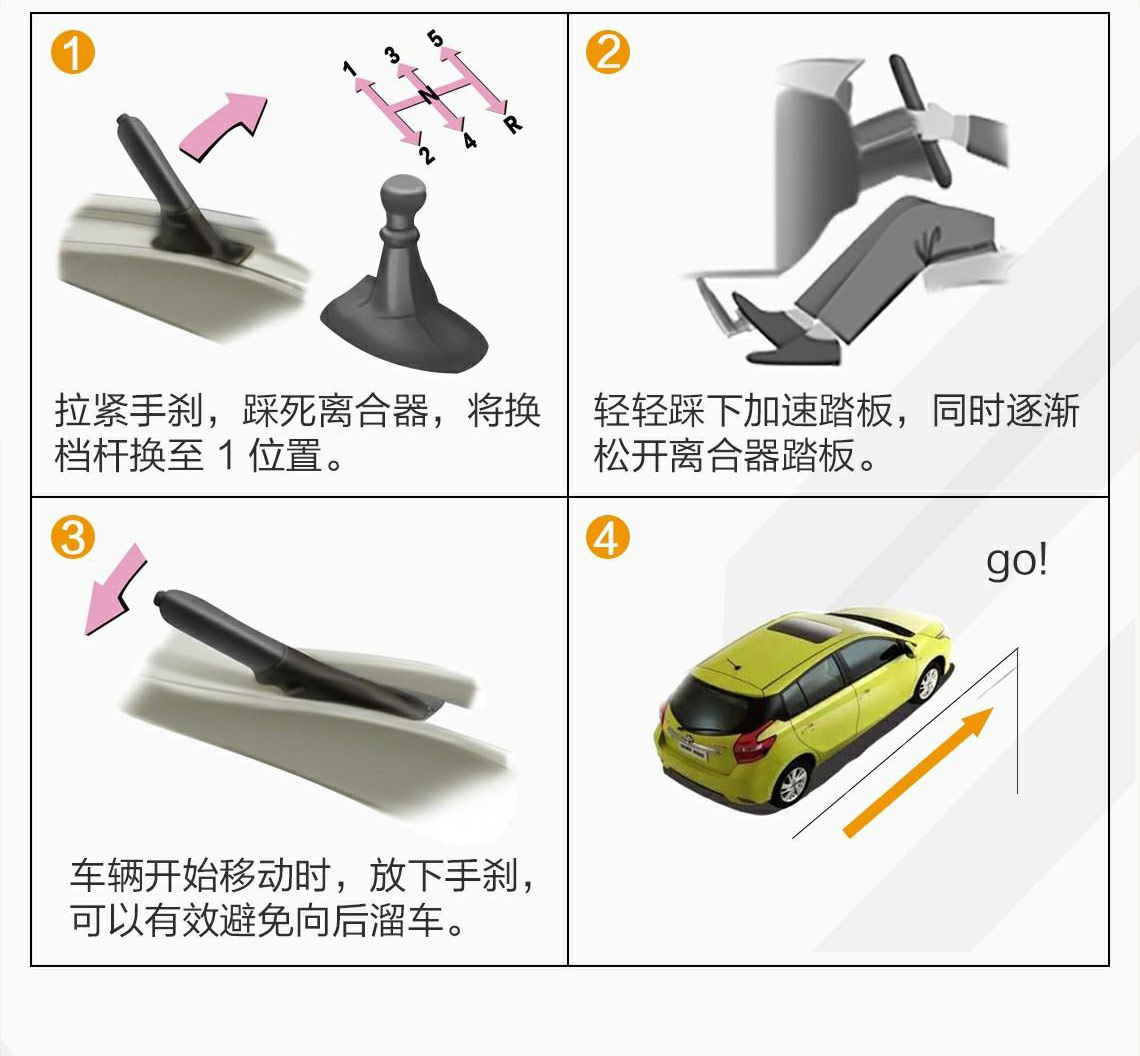 1
1 3 5
N
2 4 R
拉紧手刹，踩死离合器，将换
档杆换至 1 位置。
2
轻轻踩下加速踏板，同时逐渐
松开离合器踏板。
3
车辆开始移动时，放下手刹，
可以有效避免向后溜车。
4
go!